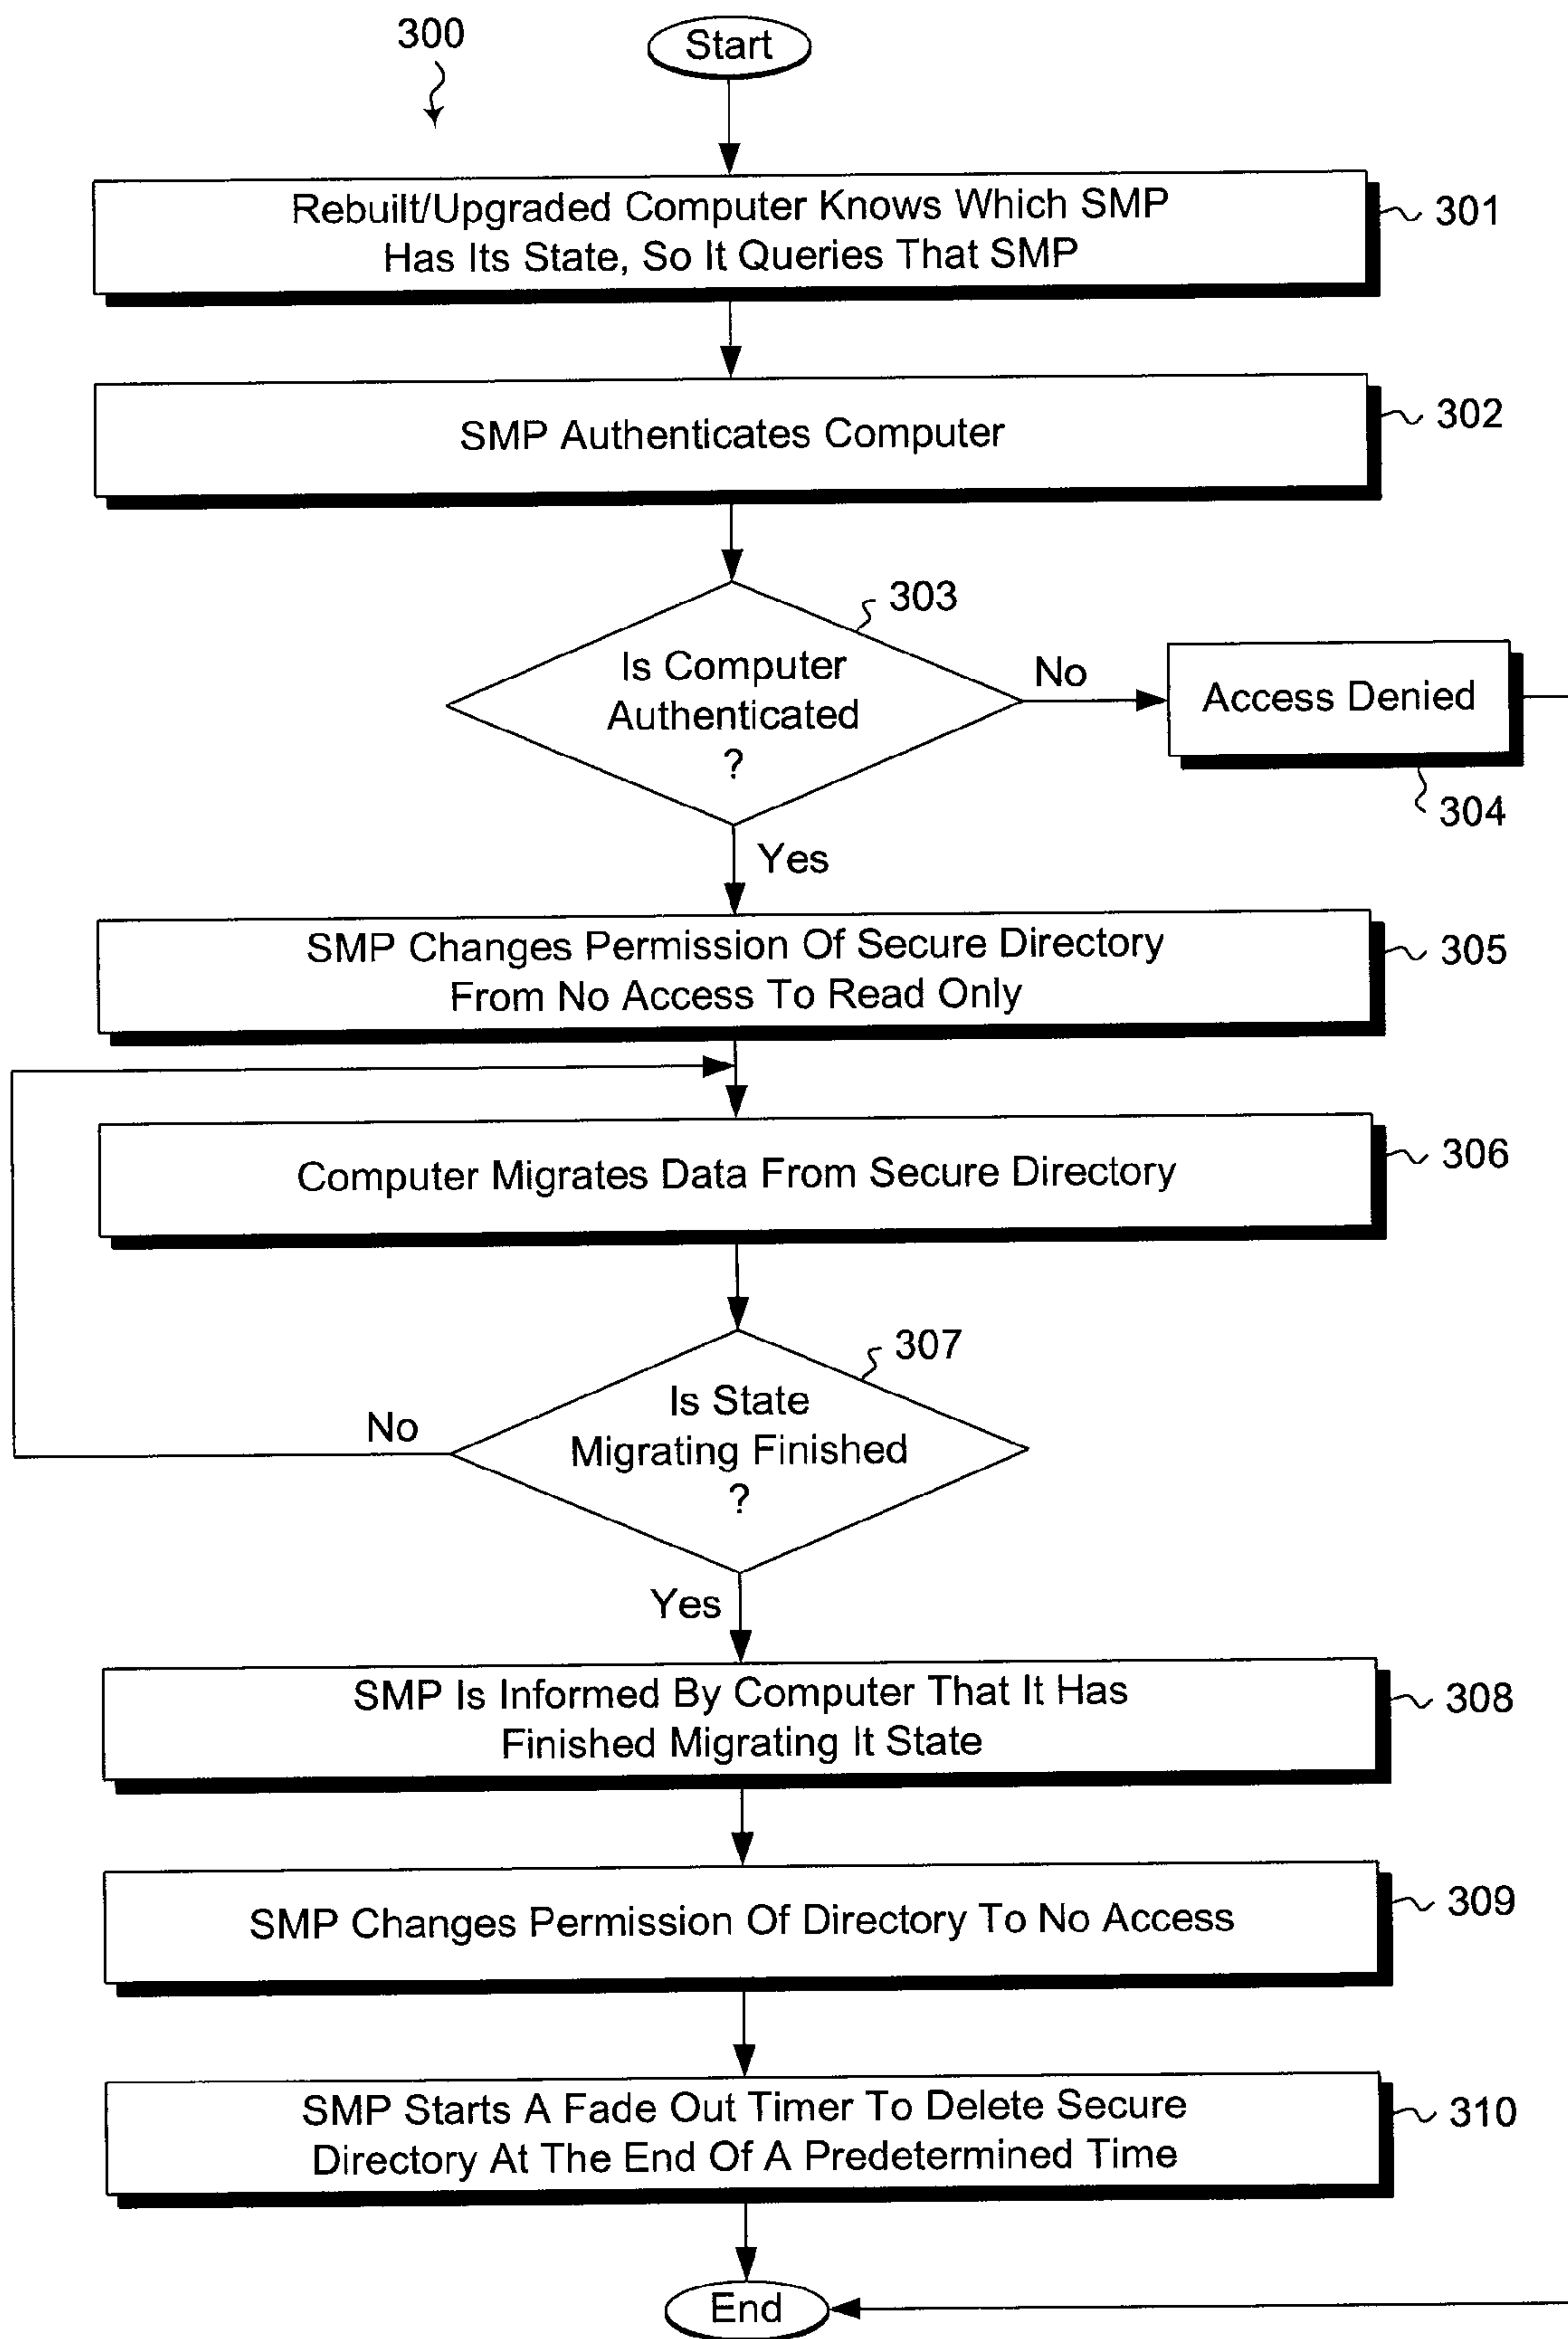 300
Start
Rebuilt/Upgraded Computer Knows Which SMP
Has Its State, So It Queries That SMP
301
SMP Authenticates Computer
302
303
Is Computer
Authenticated
?
No
Access Denied
304
Yes
SMP Changes Permission Of Secure Directory
From No Access To Read Only
305
Computer Migrates Data From Secure Directory
306
307
Is State
Migrating Finished
?
No
Yes
SMP Is Informed By Computer That It Has
Finished Migrating It State
308
SMP Changes Permission Of Directory To No Access
309
SMP Starts A Fade Out Timer To Delete Secure
Directory At The End Of A Predetermined Time
310
End